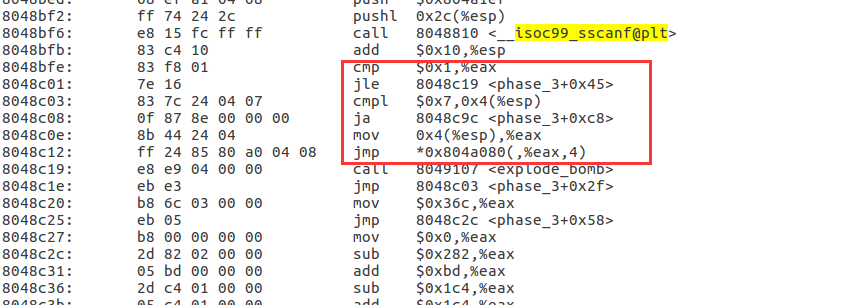 8048bf2: ff 74 24 2c pushl 0x2c(%esp)
8048bf6: e8 15 fc ff ff call 8048810 <__isoc99_sscanf@plt>
8048bfb: 83 c4 10 add $0x10,%esp
8048bfe: 83 f8 01 cmp $0x1,%eax
8048c01: 7e 16 jle 8048c19 <phase_3+0x45>
8048c03: 83 7c 24 04 07 cmpl $0x7,0x4(%esp)
8048c08: 0f 87 8e 00 00 00 ja 8048c9c <phase_3+0xc8>
8048c0e: 8b 44 24 04 mov 0x4(%esp),%eax
8048c12: ff 24 85 80 a0 04 08 jmp *0x804a080(,%eax,4)
8048c19: e8 e9 04 00 00 call 8049107 <explode_bomb>
8048c1e: eb e3 jmp 8048c03 <phase_3+0x2f>
8048c20: b8 6c 03 00 00 mov $0x36c,%eax
8048c25: eb 05 jmp 8048c2c <phase_3+0x58>
8048c27: b8 00 00 00 00 mov $0x0,%eax
8048c2c: 2d 82 02 00 00 sub $0x282,%eax
8048c31: 05 bd 00 00 00 add $0xbd,%eax
8048c36: 2d c4 01 00 00 sub $0x1c4,%eax
8048c3b: 05 c4 01 00 00 add $0x1c4,%eax